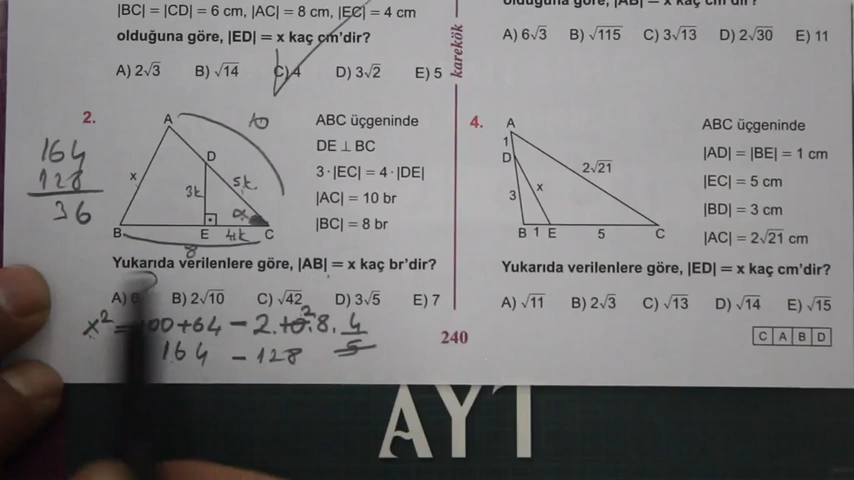 |BC| = |CD| = 6 cm, |AC| = 8 cm, |EC| = 4 cm
olduğuna göre, |ED| = x kaç cm'dir?
A) 2√3 B) √14 C) 4 D) 3√2 E) 5
karekök
A) 6√3 B) √115 C) 3√13 D) 2√30 E) 11
2.
164
128
36
A
10
D
x
3k
5k
α
B
E
4k
C
8
ABC üçgeninde
DE ⊥ BC
3·|EC| = 4·|DE|
|AC| = 10 br
|BC| = 8 br
Yukarıda verilenlere göre, |AB| = x kaç br'dir?
A) 6 B) 2√10 C) √42 D) 3√5 E) 7
x² = 100 + 64 − 2.10.8.4/5
2
164 − 128
4.
A
1
D
2√21
3
x
B 1 E 5 C
ABC üçgeninde
|AD| = |BE| = 1 cm
|EC| = 5 cm
|BD| = 3 cm
|AC| = 2√21 cm
Yukarıda verilenlere göre, |ED| = x kaç cm'dir?
A) √11 B) 2√3 C) √13 D) √14 E) √15
240
C A B D
AYT